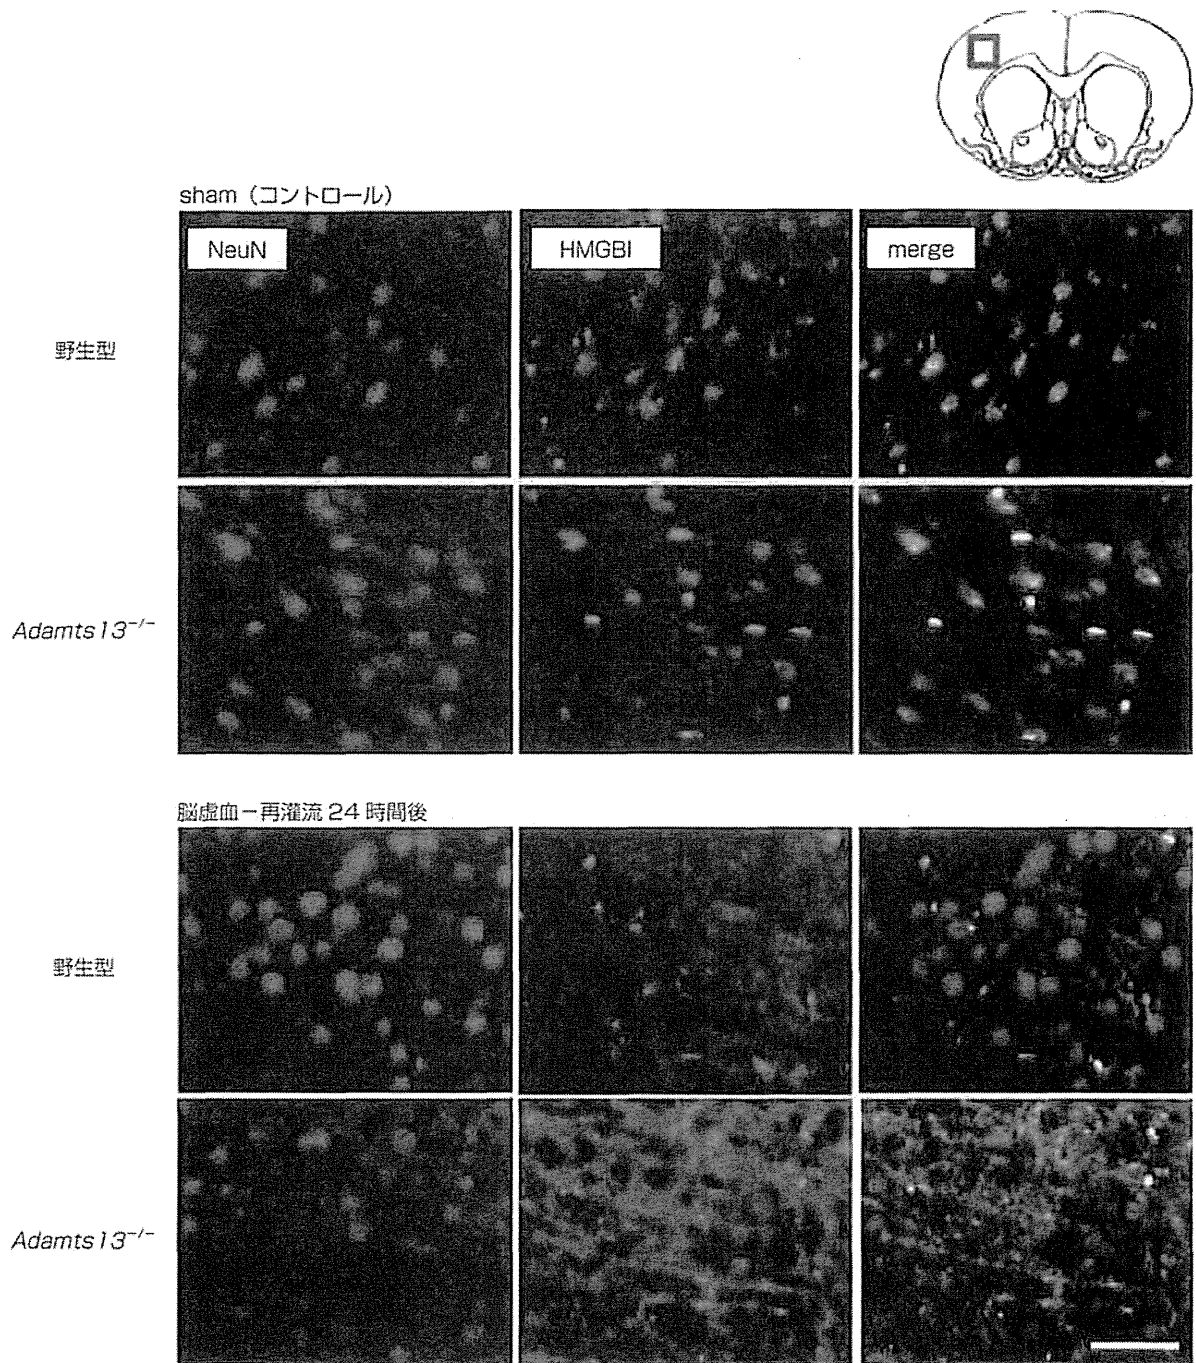 sham（コントロール）
NeuN
HMGBI
merge
野生型
Adamts13−/−
脳虚血－再灌流 24 時間後
野生型
Adamts13−/−